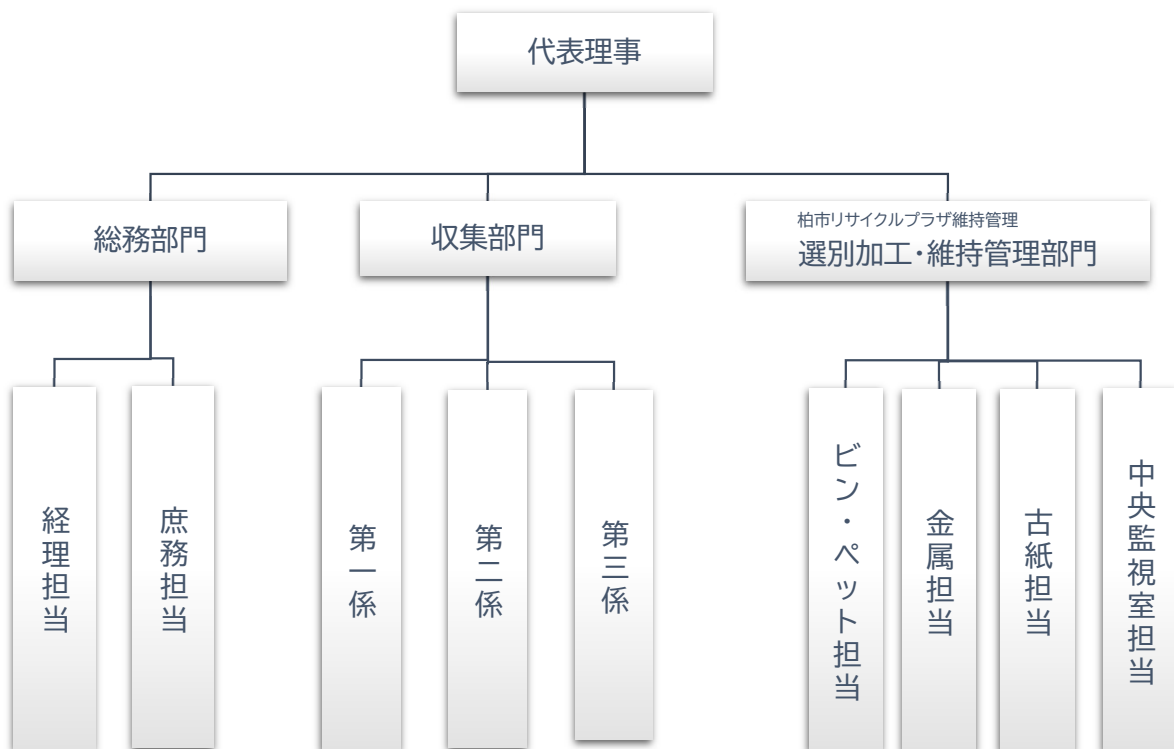 代表理事
総務部門
収集部門
柏市リサイクルプラザ維持管理
選別加工・維持管理部門
経理担当
庶務担当
第一係
第二係
第三係
ビン・ペット担当
金属担当
古紙担当
中央監視室担当